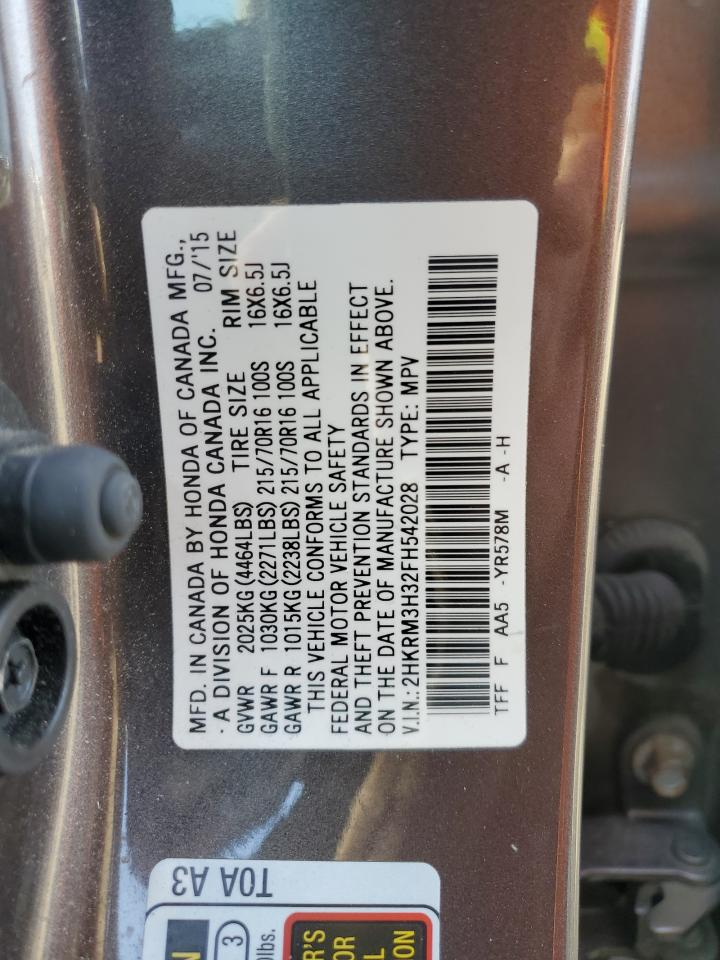 MFD. IN CANADA BY HONDA OF CANADA MFG.,
· A DIVISION OF HONDA CANADA INC. 07/'15
GVWR 2025KG(4464LBS) TIRE SIZE RIM SIZE
GAWR F 1030KG(2271LBS)215/70R16 100S 16X6.5J
GAWR R 1015KG(2238LBS)215/70R16 100S 16X6.5J
THIS VEHICLE CONFORMS TO ALL APPLICABLE
FEDERAL MOTOR VEHICLE SAFETY
AND THEFT PREVENTION STANDARDS IN EFFECT
ON THE DATE OF MANUFACTURE SHOWN ABOVE.
V.I.N.:2HKRM3H32FH542028 TYPE: MPV
TFF F AA5 -YR578M -A -H
T0A A3
3
lbs.